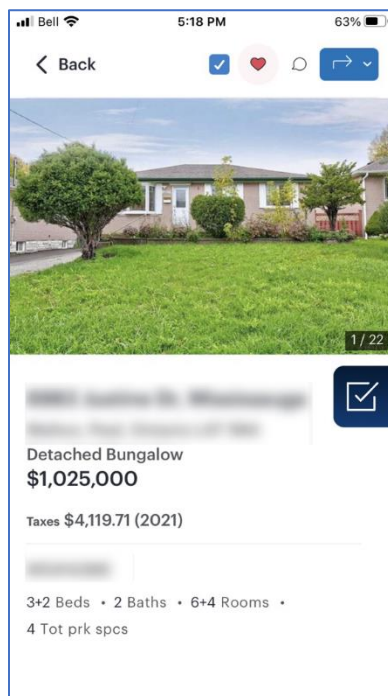 Bell 5:18 PM 63%
Back
1 / 22
Detached Bungalow
$1,025,000
Taxes $4,119.71 (2021)
3+2 Beds • 2 Baths • 6+4 Rooms •
4 Tot prk spcs